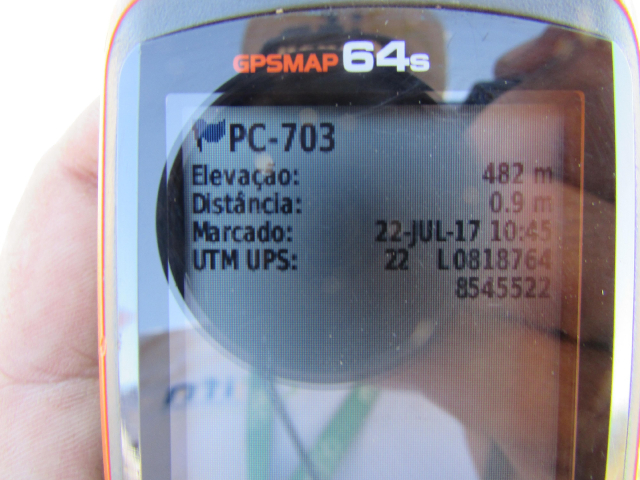 GPSMAP 64s
PC-703
Elevação: 482 m
Distância: 0.9 m
Marcado: 22-JUL-17 10:45
UTM UPS: 22 L0818764
8545522